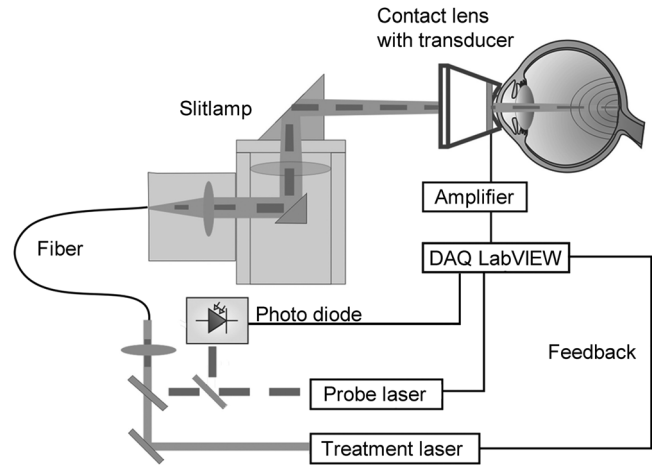 Contact lens
with transducer
Slitlamp
Amplifier
Fiber
DAQ LabVIEW
Photo diode
Feedback
Probe laser
Treatment laser